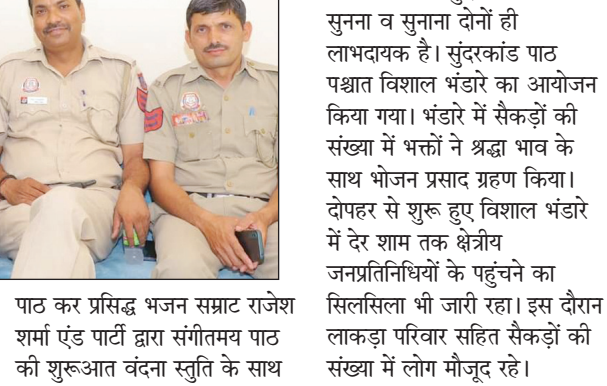 पाठ कर प्रसिद्ध भजन सम्राट राजेश
शर्मा एंड पार्टी द्वारा संगीतमय पाठ
की शुरूआत वंदना स्तुति के साथ
सुनना व सुनाना दोनों ही
लाभदायक है। सुंदरकांड पाठ
पश्चात विशाल भंडारे का आयोजन
किया गया। भंडारे में सैकड़ों की
संख्या में भक्तों ने श्रद्धा भाव के
साथ भोजन प्रसाद ग्रहण किया।
दोपहर से शुरू हुए विशाल भंडारे
में देर शाम तक क्षेत्रीय
जनप्रतिनिधियों के पहुंचने का
सिलसिला भी जारी रहा। इस दौरान
लाकड़ा परिवार सहित सैकड़ों की
संख्या में लोग मौजूद रहे।